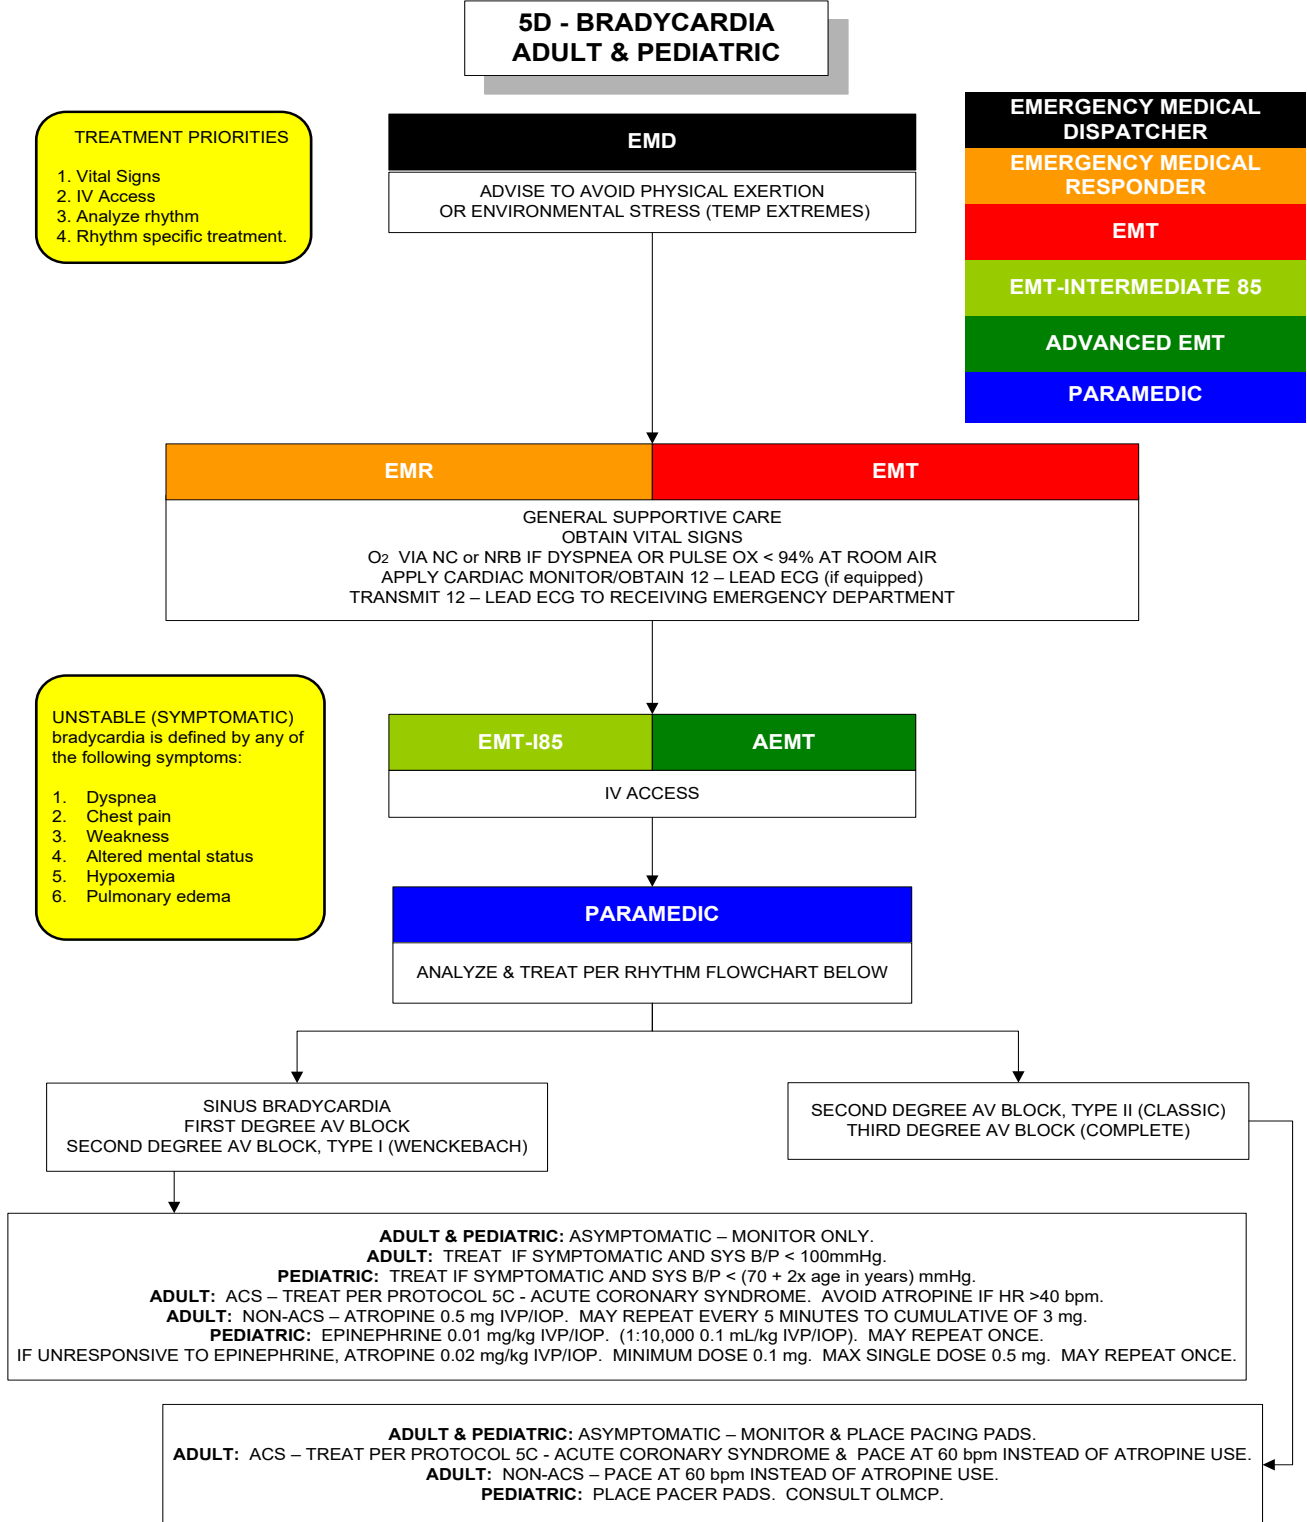 5D - BRADYCARDIA
ADULT & PEDIATRIC
TREATMENT PRIORITIES
1. Vital Signs
2. IV Access
3. Analyze rhythm
4. Rhythm specific treatment.
EMD
ADVISE TO AVOID PHYSICAL EXERTION
OR ENVIRONMENTAL STRESS (TEMP EXTREMES)
EMERGENCY MEDICAL
DISPATCHER
EMERGENCY MEDICAL
RESPONDER
EMT
EMT-INTERMEDIATE 85
ADVANCED EMT
PARAMEDIC
EMR
EMT
GENERAL SUPPORTIVE CARE
OBTAIN VITAL SIGNS
O2 VIA NC or NRB IF DYSPNEA OR PULSE OX < 94% AT ROOM AIR
APPLY CARDIAC MONITOR/OBTAIN 12 – LEAD ECG (if equipped)
TRANSMIT 12 – LEAD ECG TO RECEIVING EMERGENCY DEPARTMENT
UNSTABLE (SYMPTOMATIC)
bradycardia is defined by any of
the following symptoms:
1. Dyspnea
2. Chest pain
3. Weakness
4. Altered mental status
5. Hypoxemia
6. Pulmonary edema
EMT-I85
AEMT
IV ACCESS
PARAMEDIC
ANALYZE & TREAT PER RHYTHM FLOWCHART BELOW
SINUS BRADYCARDIA
FIRST DEGREE AV BLOCK
SECOND DEGREE AV BLOCK, TYPE I (WENCKEBACH)
SECOND DEGREE AV BLOCK, TYPE II (CLASSIC)
THIRD DEGREE AV BLOCK (COMPLETE)
ADULT & PEDIATRIC: ASYMPTOMATIC – MONITOR ONLY.
ADULT: TREAT IF SYMPTOMATIC AND SYS B/P < 100mmHg.
PEDIATRIC: TREAT IF SYMPTOMATIC AND SYS B/P < (70 + 2x age in years) mmHg.
ADULT: ACS – TREAT PER PROTOCOL 5C - ACUTE CORONARY SYNDROME. AVOID ATROPINE IF HR >40 bpm.
ADULT: NON-ACS – ATROPINE 0.5 mg IVP/IOP. MAY REPEAT EVERY 5 MINUTES TO CUMULATIVE OF 3 mg.
PEDIATRIC: EPINEPHRINE 0.01 mg/kg IVP/IOP. (1:10,000 0.1 mL/kg IVP/IOP). MAY REPEAT ONCE.
IF UNRESPONSIVE TO EPINEPHRINE, ATROPINE 0.02 mg/kg IVP/IOP. MINIMUM DOSE 0.1 mg. MAX SINGLE DOSE 0.5 mg. MAY REPEAT ONCE.
ADULT & PEDIATRIC: ASYMPTOMATIC – MONITOR & PLACE PACING PADS.
ADULT: ACS – TREAT PER PROTOCOL 5C - ACUTE CORONARY SYNDROME & PACE AT 60 bpm INSTEAD OF ATROPINE USE.
ADULT: NON-ACS – PACE AT 60 bpm INSTEAD OF ATROPINE USE.
PEDIATRIC: PLACE PACER PADS. CONSULT OLMCP.